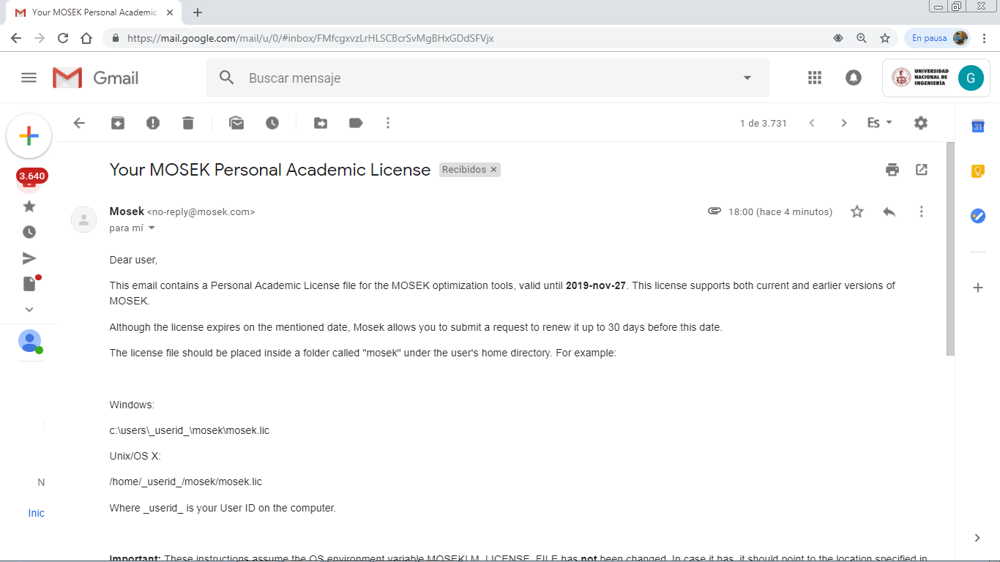 Your MOSEK Personal Academic
https://mail.google.com/mail/u/0/#inbox/FMfcgxvzLrHLSCBcrSvMgBHxGDdSFVjx
En pausa
Gmail
Buscar mensaje
UNIVERSIDAD
NACIONAL DE
INGENIERÍA
G
1 de 3.731
Es
31
3.640
Your MOSEK Personal Academic License
Recibidos
Mosek <no-reply@mosek.com>
18:00 (hace 4 minutos)
para mí
Dear user,
This email contains a Personal Academic License file for the MOSEK optimization tools, valid until 2019-nov-27. This license supports both current and earlier versions of
MOSEK.
Although the license expires on the mentioned date, Mosek allows you to submit a request to renew it up to 30 days before this date.
The license file should be placed inside a folder called "mosek" under the user's home directory. For example:
Windows:
c:\users\_userid_\mosek\mosek.lic
Unix/OS X:
/home/_userid_/mosek/mosek.lic
N
Where _userid_ is your User ID on the computer.
Inic
Important: These instructions assume the OS environment variable MOSEKLM_LICENSE_FILE has not been changed. In case it has, it should point to the location specified in